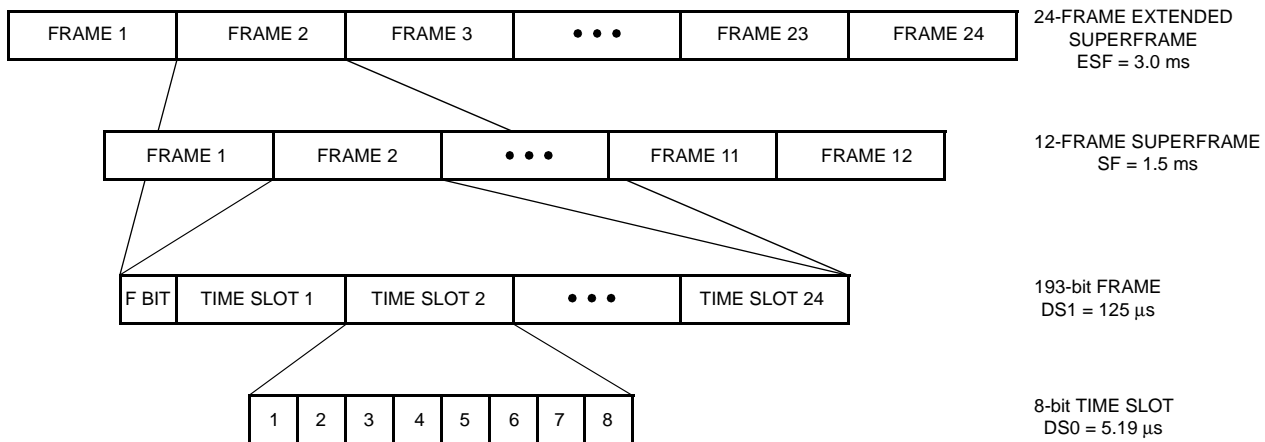 FRAME 1 FRAME 2 FRAME 3 • • • FRAME 23 FRAME 24
24-FRAME EXTENDED
SUPERFRAME
ESF = 3.0 ms
FRAME 1 FRAME 2 • • • FRAME 11 FRAME 12
12-FRAME SUPERFRAME
SF = 1.5 ms
F BIT TIME SLOT 1 TIME SLOT 2 • • • TIME SLOT 24
193-bit FRAME
DS1 = 125 µs
1 2 3 4 5 6 7 8
8-bit TIME SLOT
DS0 = 5.19 µs